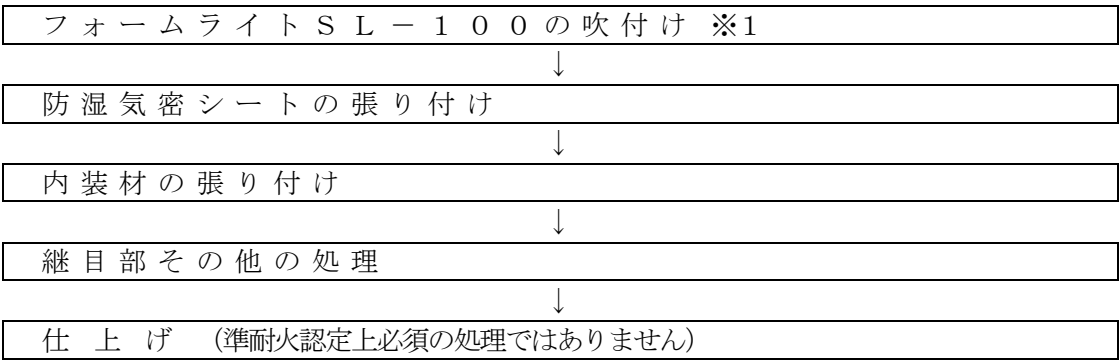 フォームライトＳＬ－１００の吹付け ※1
↓
防湿気密シートの張り付け
↓
内装材の張り付け
↓
継目部その他の処理
↓
仕上げ （準耐火認定上必須の処理ではありません）